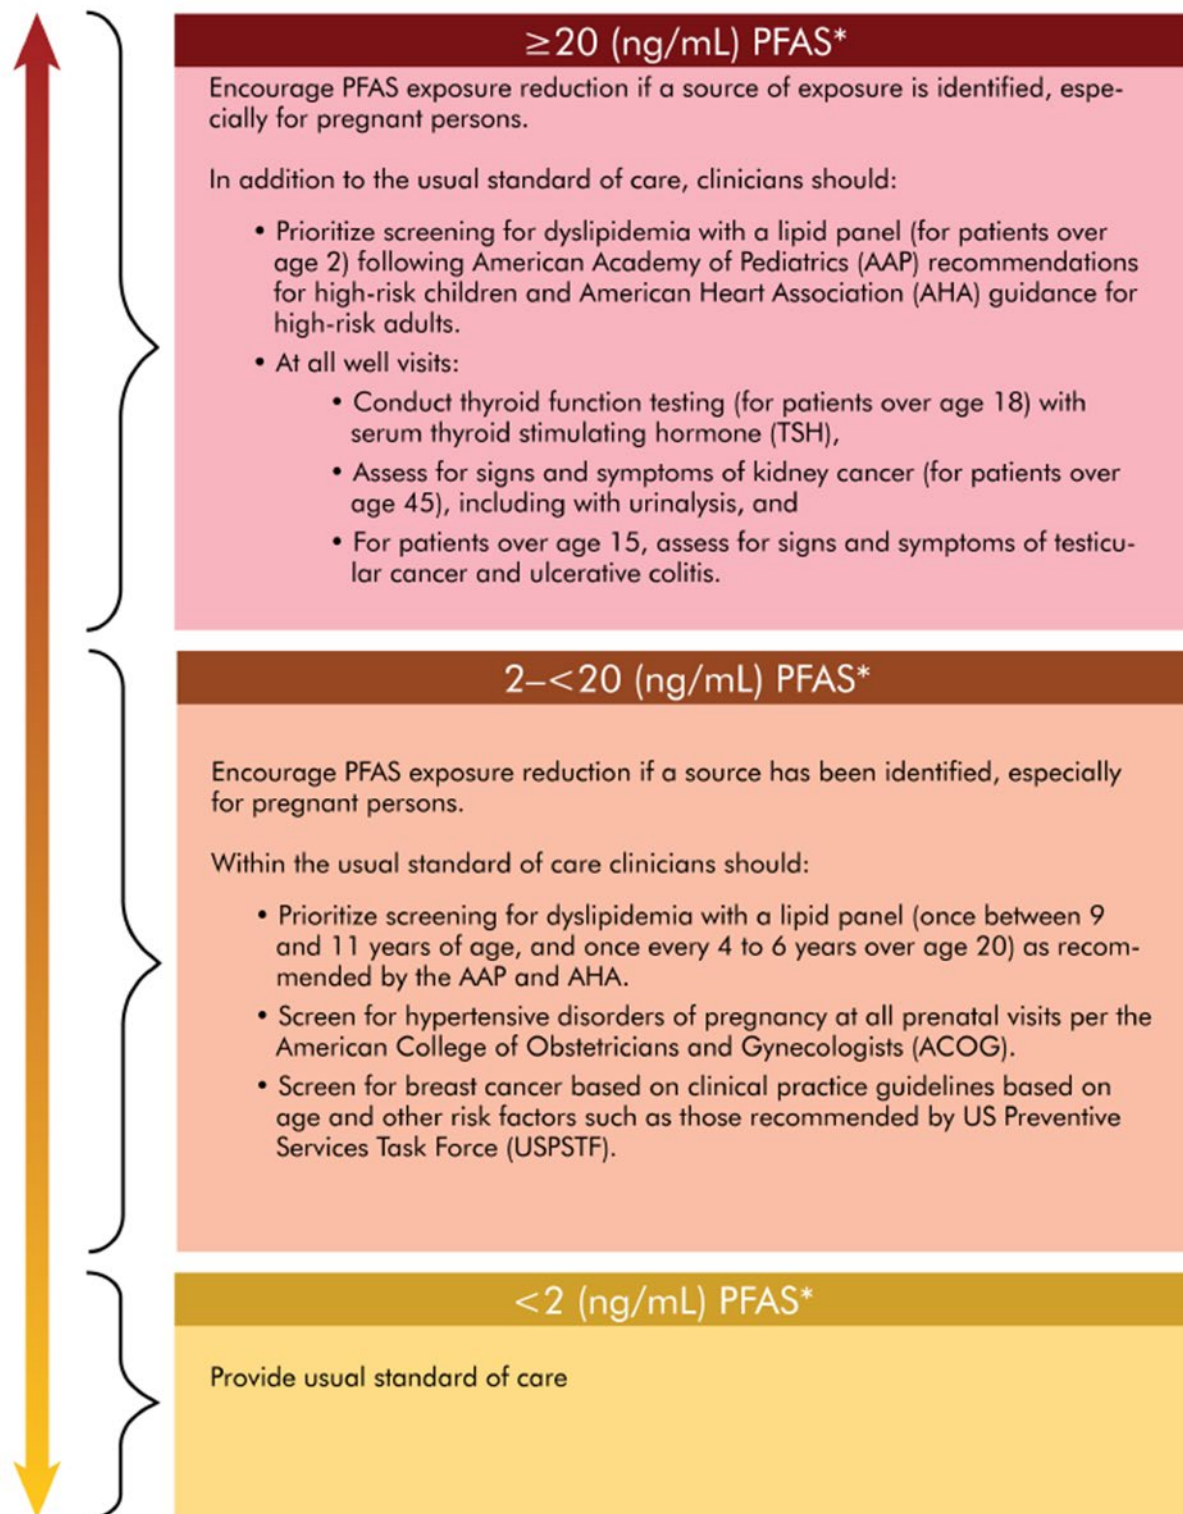 ≥20 (ng/mL) PFAS*
Encourage PFAS exposure reduction if a source of exposure is identified, espe-
cially for pregnant persons.
In addition to the usual standard of care, clinicians should:
• Prioritize screening for dyslipidemia with a lipid panel (for patients over
age 2) following American Academy of Pediatrics (AAP) recommendations
for high-risk children and American Heart Association (AHA) guidance for
high-risk adults.
• At all well visits:
• Conduct thyroid function testing (for patients over age 18) with
serum thyroid stimulating hormone (TSH),
• Assess for signs and symptoms of kidney cancer (for patients over
age 45), including with urinalysis, and
• For patients over age 15, assess for signs and symptoms of testicu-
lar cancer and ulcerative colitis.
2–<20 (ng/mL) PFAS*
Encourage PFAS exposure reduction if a source has been identified, especially
for pregnant persons.
Within the usual standard of care clinicians should:
• Prioritize screening for dyslipidemia with a lipid panel (once between 9
and 11 years of age, and once every 4 to 6 years over age 20) as recom-
mended by the AAP and AHA.
• Screen for hypertensive disorders of pregnancy at all prenatal visits per the
American College of Obstetricians and Gynecologists (ACOG).
• Screen for breast cancer based on clinical practice guidelines based on
age and other risk factors such as those recommended by US Preventive
Services Task Force (USPSTF).
<2 (ng/mL) PFAS*
Provide usual standard of care